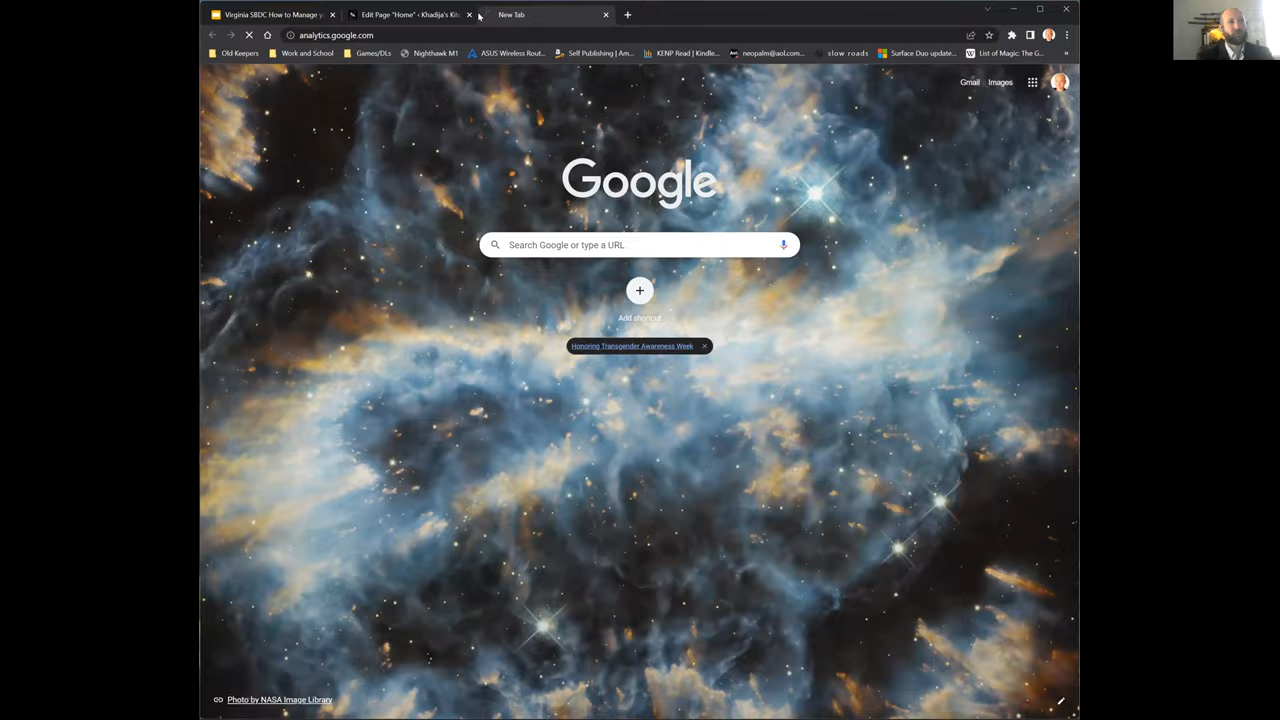 Virginia SBDC How to Manage y
Edit Page "Home" ‹ Khadija's Kitc
New Tab
analytics.google.com
Old Keepers
Work and School
Games/DLs
Nighthawk M1
ASUS Wireless Rout...
Self Publishing | Am...
KENP Read | Kindle...
neopalm@aol.com...
slow roads
Surface Duo update...
List of Magic: The G...
»
Gmail
Images
Google
Search Google or type a URL
Add shortcut
Honoring Transgender Awareness Week
Photo by NASA Image Library